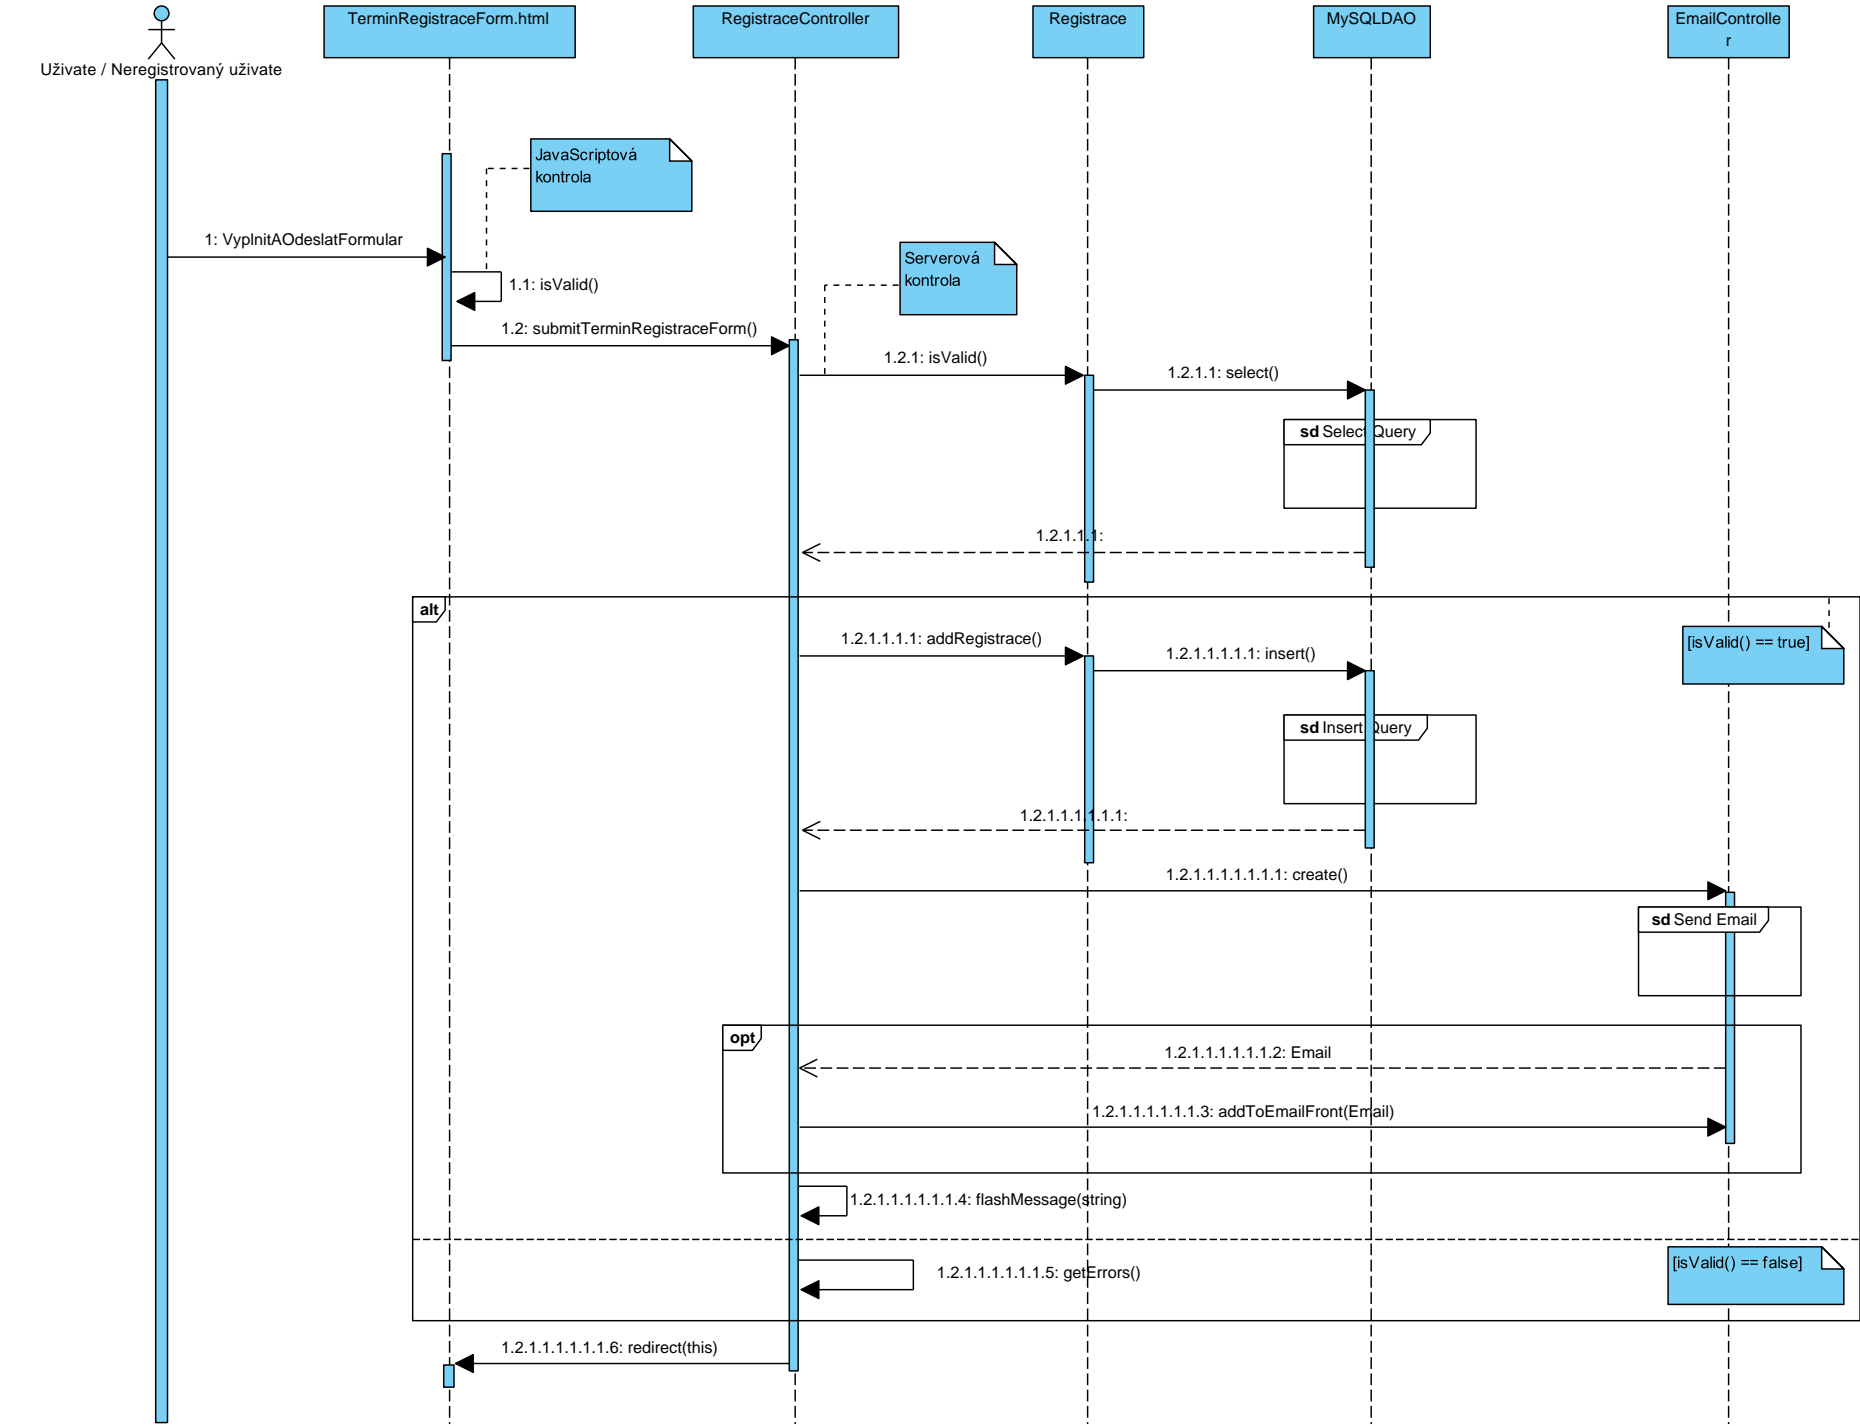 TerminRegistraceForm.html
RegistraceController
Registrace
MySQLDAO
EmailControlle
r
Uživate / Neregistrovaný uživate
JavaScriptová
kontrola
1: VyplnitAOdeslatFormular
Serverová
kontrola
1.1: isValid()
1.2: submitTerminRegistraceForm()
1.2.1: isValid()
1.2.1.1: select()
sd Select Query
1.2.1.1.1:
alt
1.2.1.1.1.1: addRegistrace()
1.2.1.1.1.1.1: insert()
[isValid() == true]
sd Insert Query
1.2.1.1.1.1.1.1:
1.2.1.1.1.1.1.1.1: create()
sd Send Email
opt
1.2.1.1.1.1.1.1.2: Email
1.2.1.1.1.1.1.1.3: addToEmailFront(Email)
1.2.1.1.1.1.1.1.4: flashMessage(string)
1.2.1.1.1.1.1.1.5: getErrors()
[isValid() == false]
1.2.1.1.1.1.1.1.6: redirect(this)